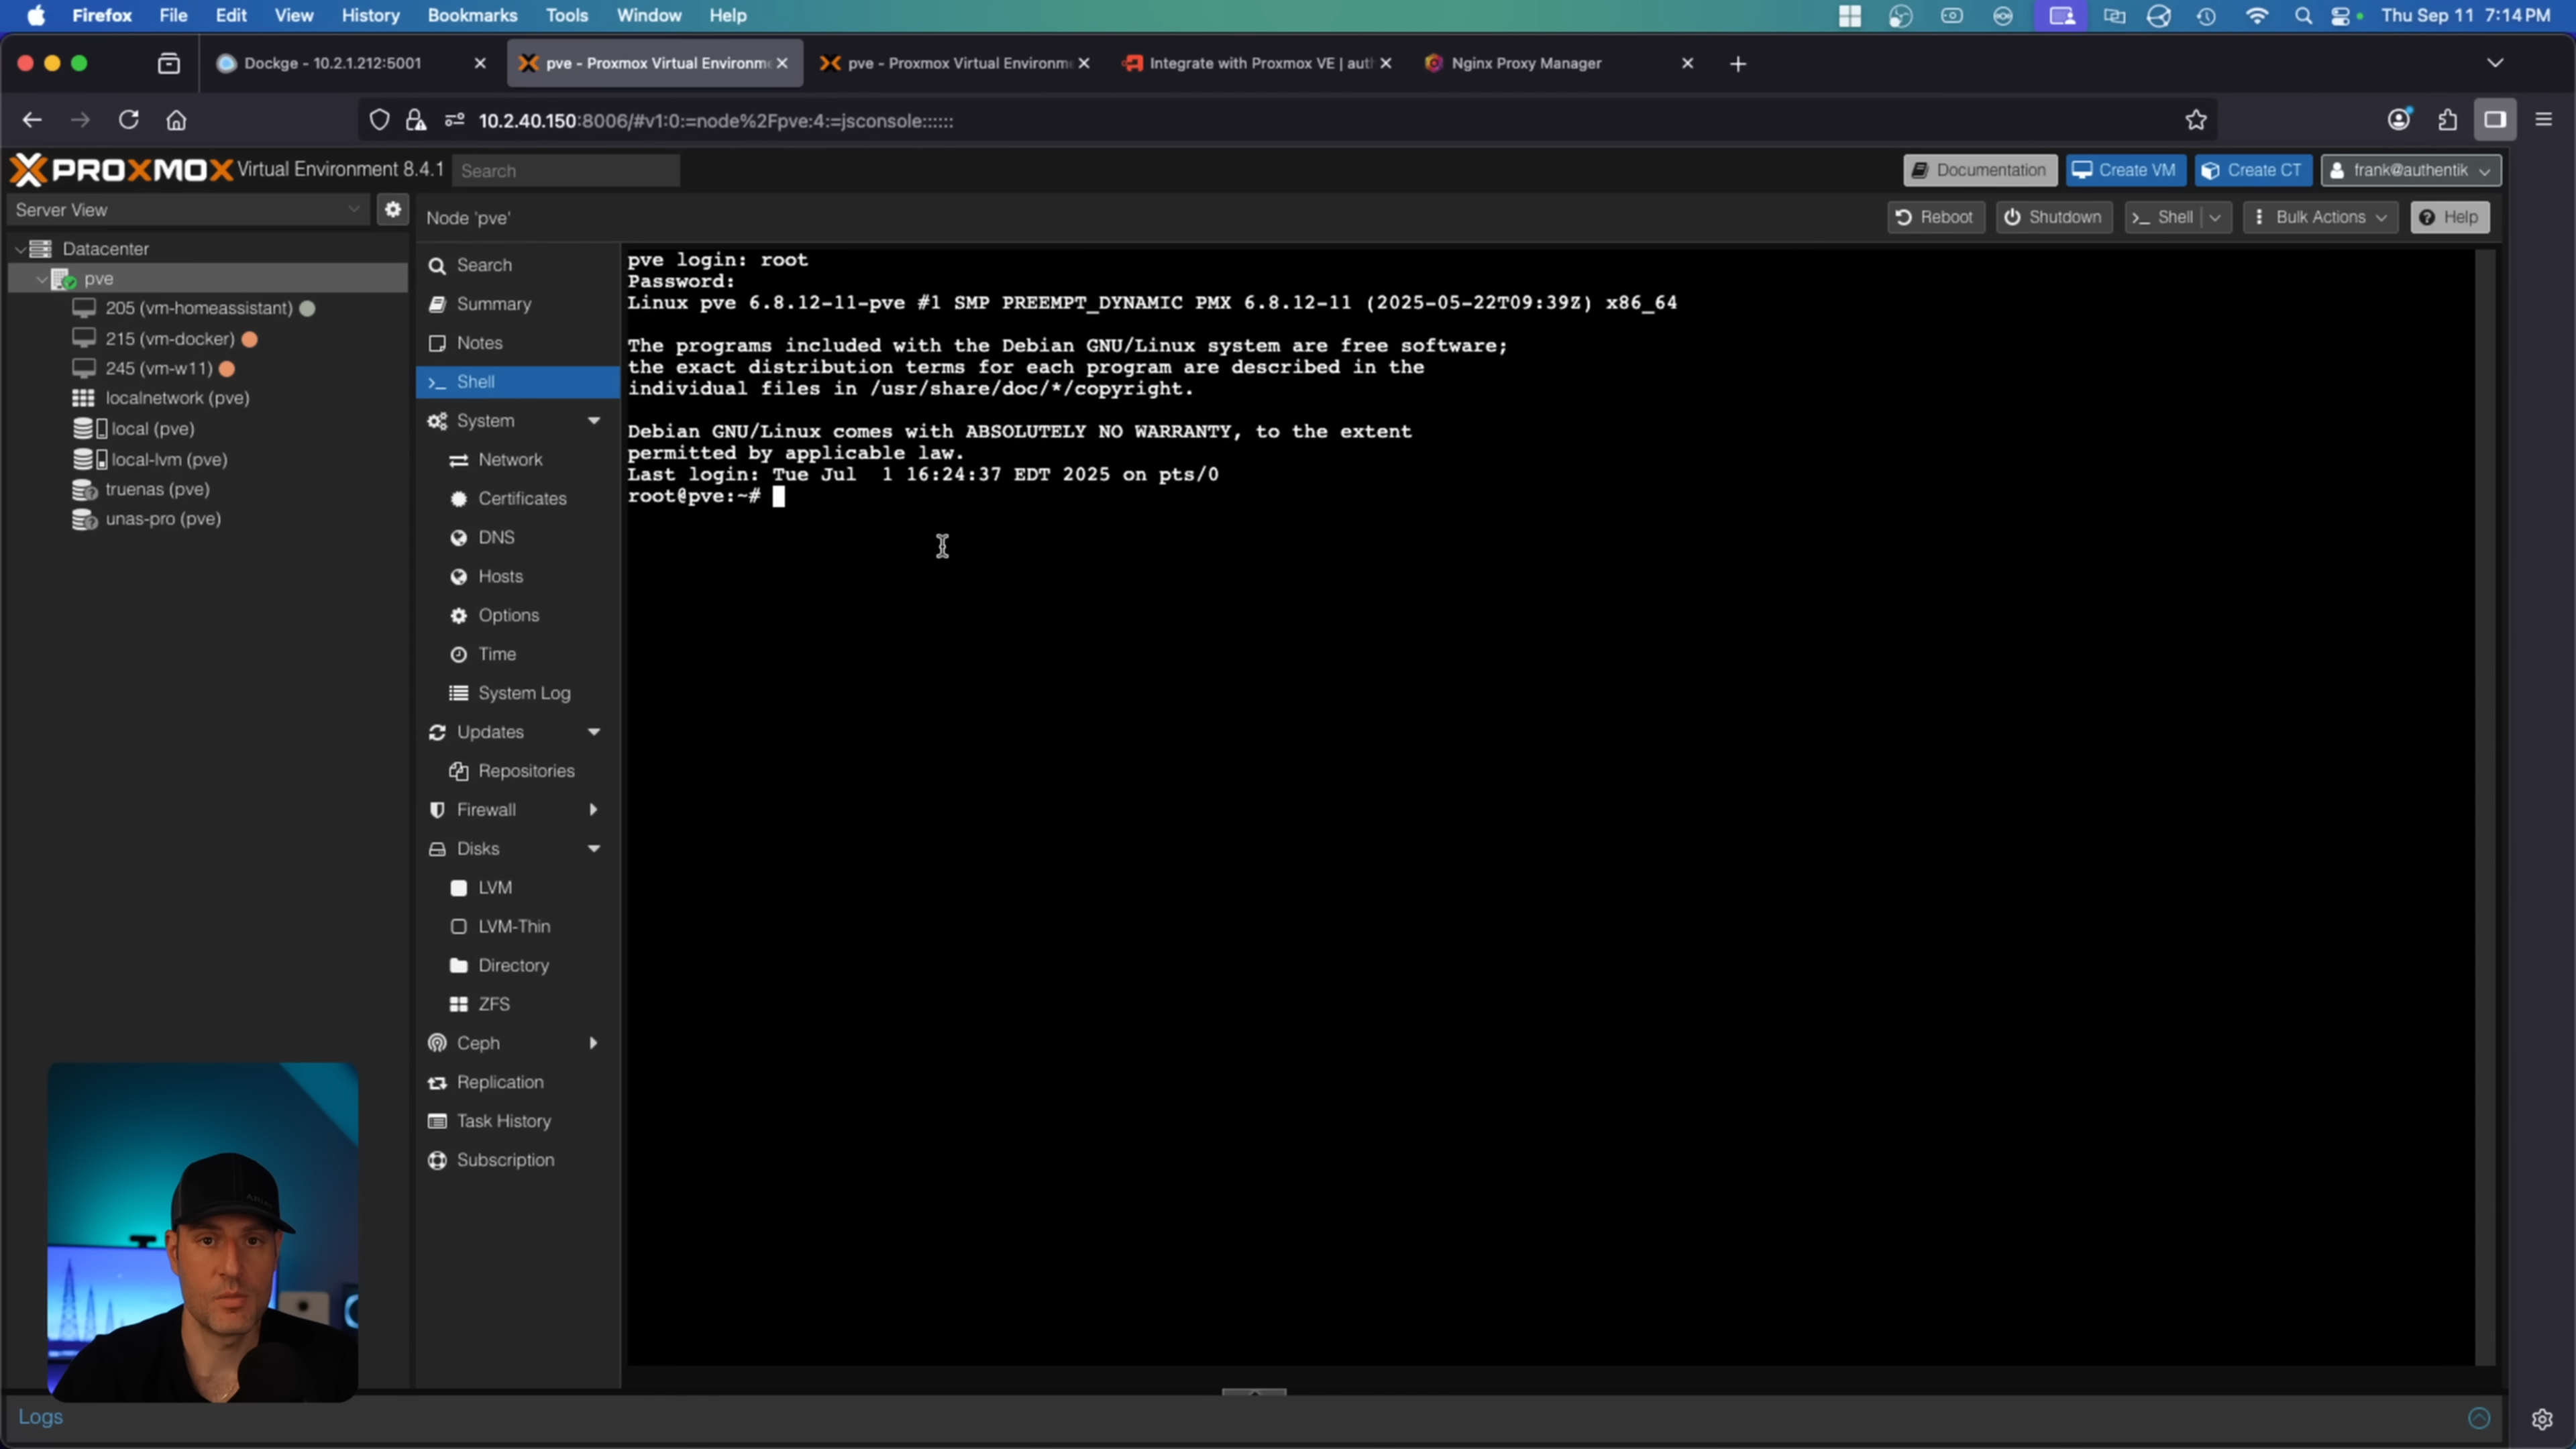 Firefox File Edit View History Bookmarks Tools Window Help Thu Sep 11 7:14 PM
Dockge - 10.2.1.212:5001 pve - Proxmox Virtual Environm pve - Proxmox Virtual Environme Integrate with Proxmox VE | auth Nginx Proxy Manager
10.2.40.150:8006/#v1:0:=node%2Fpve:4:=jsconsole::::::
PROXMOX Virtual Environment 8.4.1 Search Documentation Create VM Create CT frank@authentik
Server View
Node 'pve' Reboot Shutdown >_ Shell Bulk Actions Help
Datacenter
pve
205 (vm-homeassistant)
215 (vm-docker)
245 (vm-w11)
localnetwork (pve)
local (pve)
local-lvm (pve)
truenas (pve)
unas-pro (pve)
Search
Summary
Notes
>_ Shell
System
Network
Certificates
DNS
Hosts
Options
Time
System Log
Updates
Repositories
Firewall
Disks
LVM
LVM-Thin
Directory
ZFS
Ceph
Replication
Task History
Subscription
pve login: root
Password:
Linux pve 6.8.12-11-pve #1 SMP PREEMPT_DYNAMIC PMX 6.8.12-11 (2025-05-22T09:39Z) x86_64
The programs included with the Debian GNU/Linux system are free software;
the exact distribution terms for each program are described in the
individual files in /usr/share/doc/*/copyright.
Debian GNU/Linux comes with ABSOLUTELY NO WARRANTY, to the extent
permitted by applicable law.
Last login: Tue Jul  1 16:24:37 EDT 2025 on pts/0
root@pve:~#
Logs